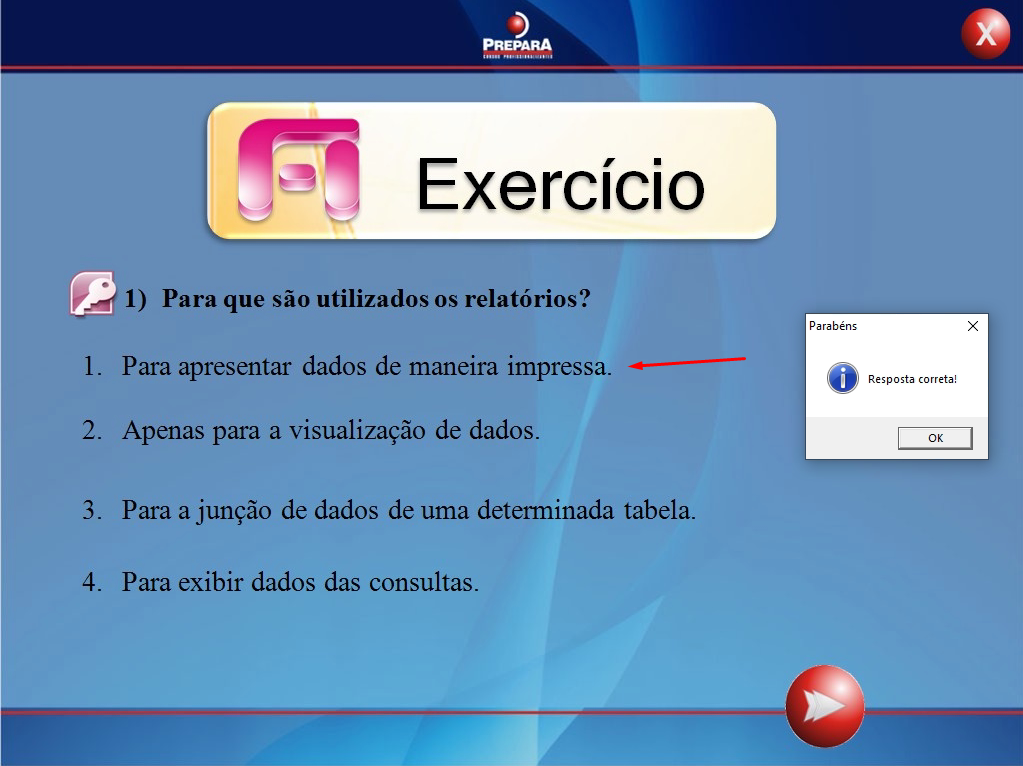 PREPARA
CURSOS PROFISSIONALIZANTES
X
Exercício
1) Para que são utilizados os relatórios?
1. Para apresentar dados de maneira impressa.
2. Apenas para a visualização de dados.
3. Para a junção de dados de uma determinada tabela.
4. Para exibir dados das consultas.
Parabéns
Resposta correta!
OK